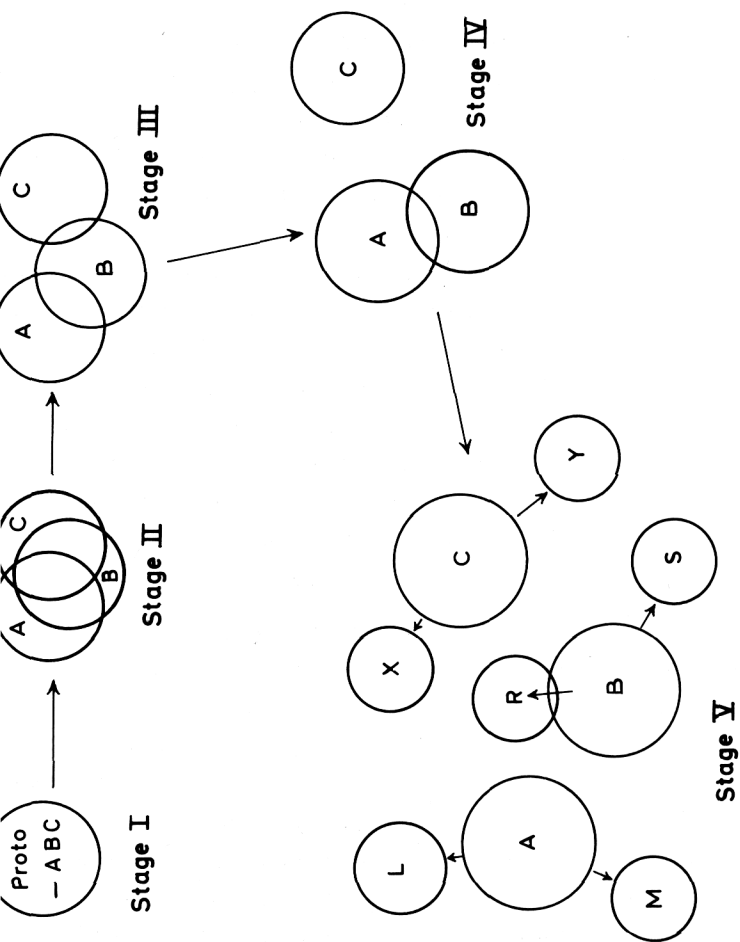 Proto
– ABC
Stage I
A
C
B
Stage II
A
C
B
Stage III
C
A
B
Stage IV
X
C
Y
R
B
S
L
A
M
Stage V